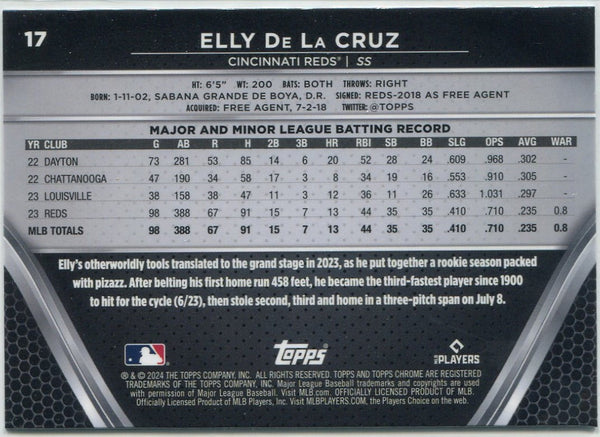 17
ELLY DE LA CRUZ
CINCINNATI REDS® | SS
HT: 6'5" WT: 200 BATS: BOTH THROWS: RIGHT
BORN: 1-11-02, SABANA GRANDE DE BOYA, D.R. SIGNED: REDS-2018 AS FREE AGENT
ACQUIRED: FREE AGENT, 7-2-18 TWITTER: @TOPPS
MAJOR AND MINOR LEAGUE BATTING RECORD
YR CLUB G AB R H 2B 3B HR RBI SB BB SLG OPS AVG WAR
22 DAYTON 73 281 53 85 14 6 20 52 28 24 .609 .968 .302 -
22 CHATTANOOGA 47 190 34 58 17 3 8 34 19 16 .553 .910 .305 -
23 LOUISVILLE 38 158 38 47 11 3 12 36 11 26 .633 1.031 .297 -
23 REDS 98 388 67 91 15 7 13 44 35 35 .410 .710 .235 0.8
MLB TOTALS 98 388 67 91 15 7 13 44 35 35 .410 .710 .235 0.8
Elly's otherworldly tools translated to the grand stage in 2023, as he put together a rookie season packed
with pizazz. After belting his first home run 458 feet, he became the third-fastest player since 1900
to hit for the cycle (6/23), then stole second, third and home in a three-pitch span on July 8.
Topps
MLB PLAYERS
® & © 2024 THE TOPPS COMPANY, INC. ALL RIGHTS RESERVED. TOPPS AND TOPPS CHROME ARE REGISTERED
TRADEMARKS OF THE TOPPS COMPANY, INC. Major League Baseball trademarks and copyrights are used
with permission of Major League Baseball. Visit MLB.com. OFFICIALLY LICENSED PRODUCT OF MLB.
Officially Licensed Product of MLB Players, Inc. Visit MLBPLAYERS.com, the Players Choice on the web.